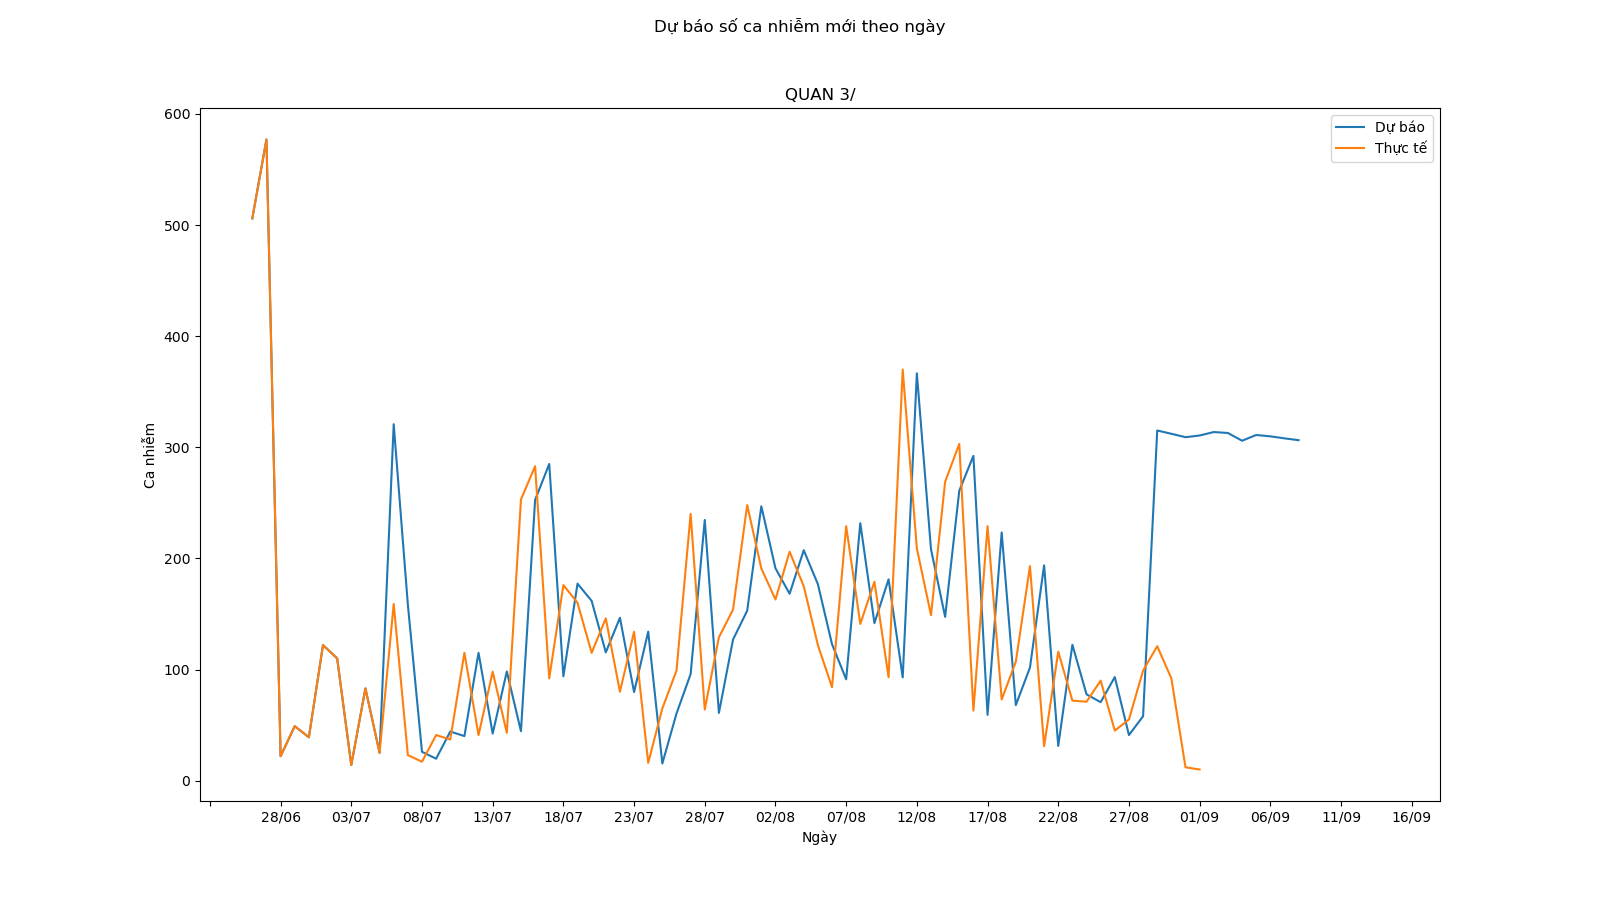 Dự báo số ca nhiễm mới theo ngày
QUAN 3/
Dự báo
Thực tế
Ca nhiễm
600
500
400
300
200
100
0
28/06 03/07 08/07 13/07 18/07 23/07 28/07 02/08 07/08 12/08 17/08 22/08 27/08 01/09 06/09 11/09 16/09
Ngày